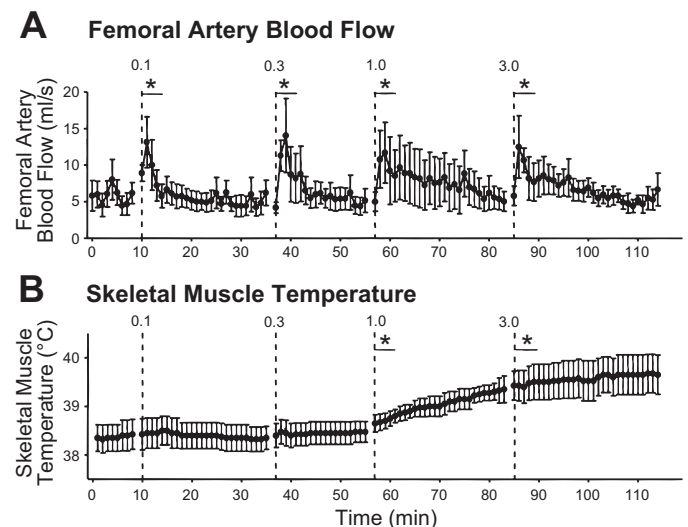 A Femoral Artery Blood Flow
0.1 0.3 1.0 3.0
* * * *
Femoral Artery
Blood Flow (ml/s)
20
15
10
5
0
0 10 20 30 40 50 60 70 80 90 100 110
B Skeletal Muscle Temperature
0.1 0.3 1.0 3.0
* *
Skeletal Muscle
Temperature (°C)
40
39
38
0 10 20 30 40 50 60 70 80 90 100 110
Time (min)